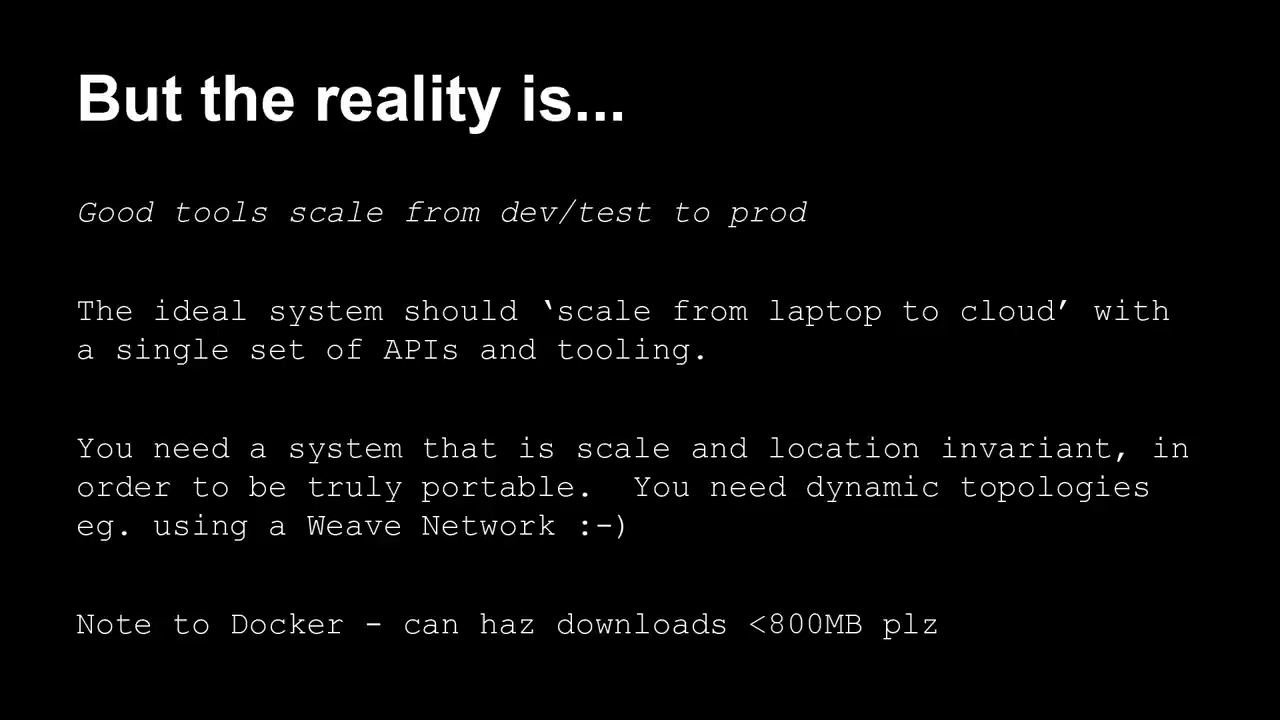 But the reality is...
Good tools scale from dev/test to prod
The ideal system should ‘scale from laptop to cloud’ with
a single set of APIs and tooling.
You need a system that is scale and location invariant, in
order to be truly portable.  You need dynamic topologies
eg. using a Weave Network :-)
Note to Docker - can haz downloads <800MB plz